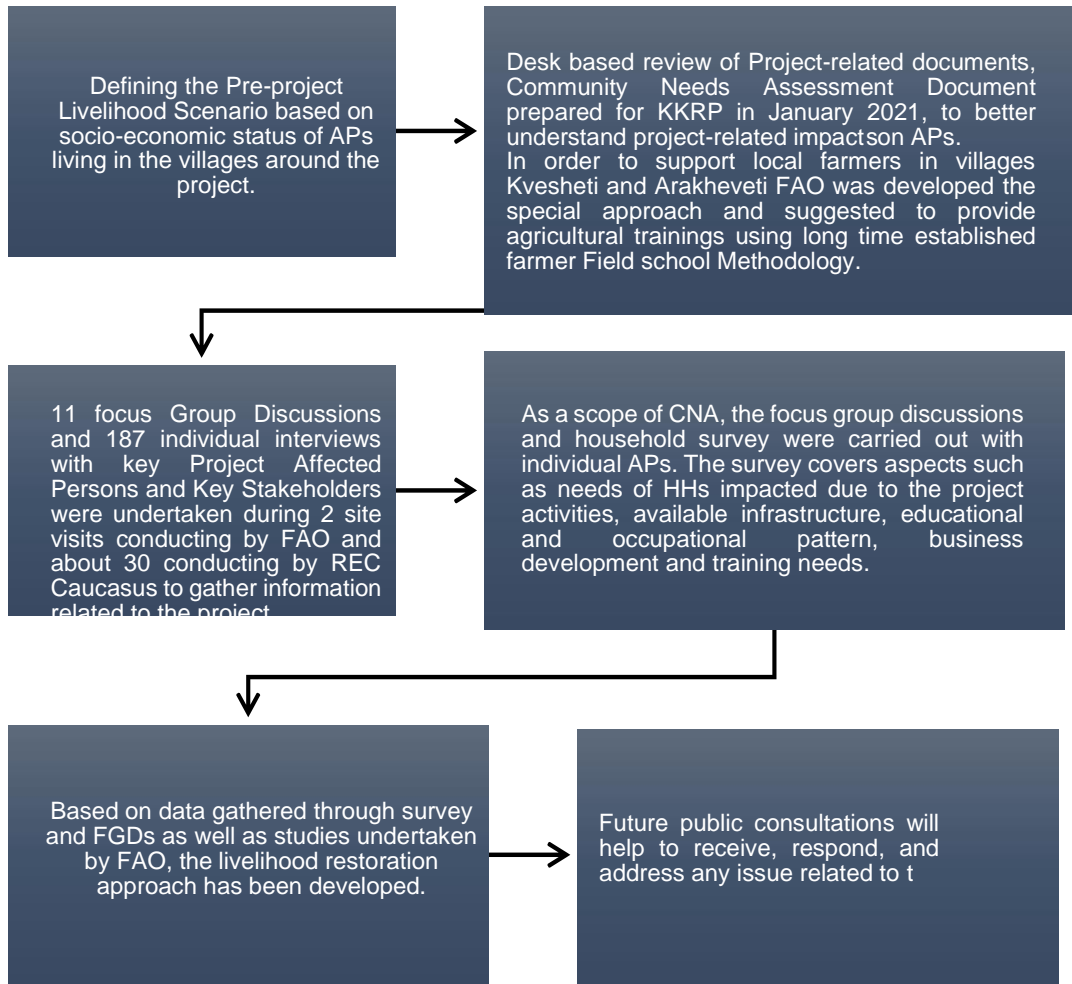 Defining the Pre-project
Livelihood Scenario based on
socio-economic status of APs
living in the villages around the
project.
Desk based review of Project-related documents,
Community Needs Assessment Document
prepared for KKRP in January 2021, to better
understand project-related impactson APs.
In order to support local farmers in villages
Kvesheti and Arakheveti FAO was developed the
special approach and suggested to provide
agricultural trainings using long time established
farmer Field school Methodology.
11 focus Group Discussions
and 187 individual interviews
with key Project Affected
Persons and Key Stakeholders
were undertaken during 2 site
visits conducting by FAO and
about 30 conducting by REC
Caucasus to gather information
related to the project
As a scope of CNA, the focus group discussions
and household survey were carried out with
individual APs. The survey covers aspects such
as needs of HHs impacted due to the project
activities, available infrastructure, educational
and occupational pattern, business
development and training needs.
Based on data gathered through survey
and FGDs as well as studies undertaken
by FAO, the livelihood restoration
approach has been developed.
Future public consultations will
help to receive, respond, and
address any issue related to t